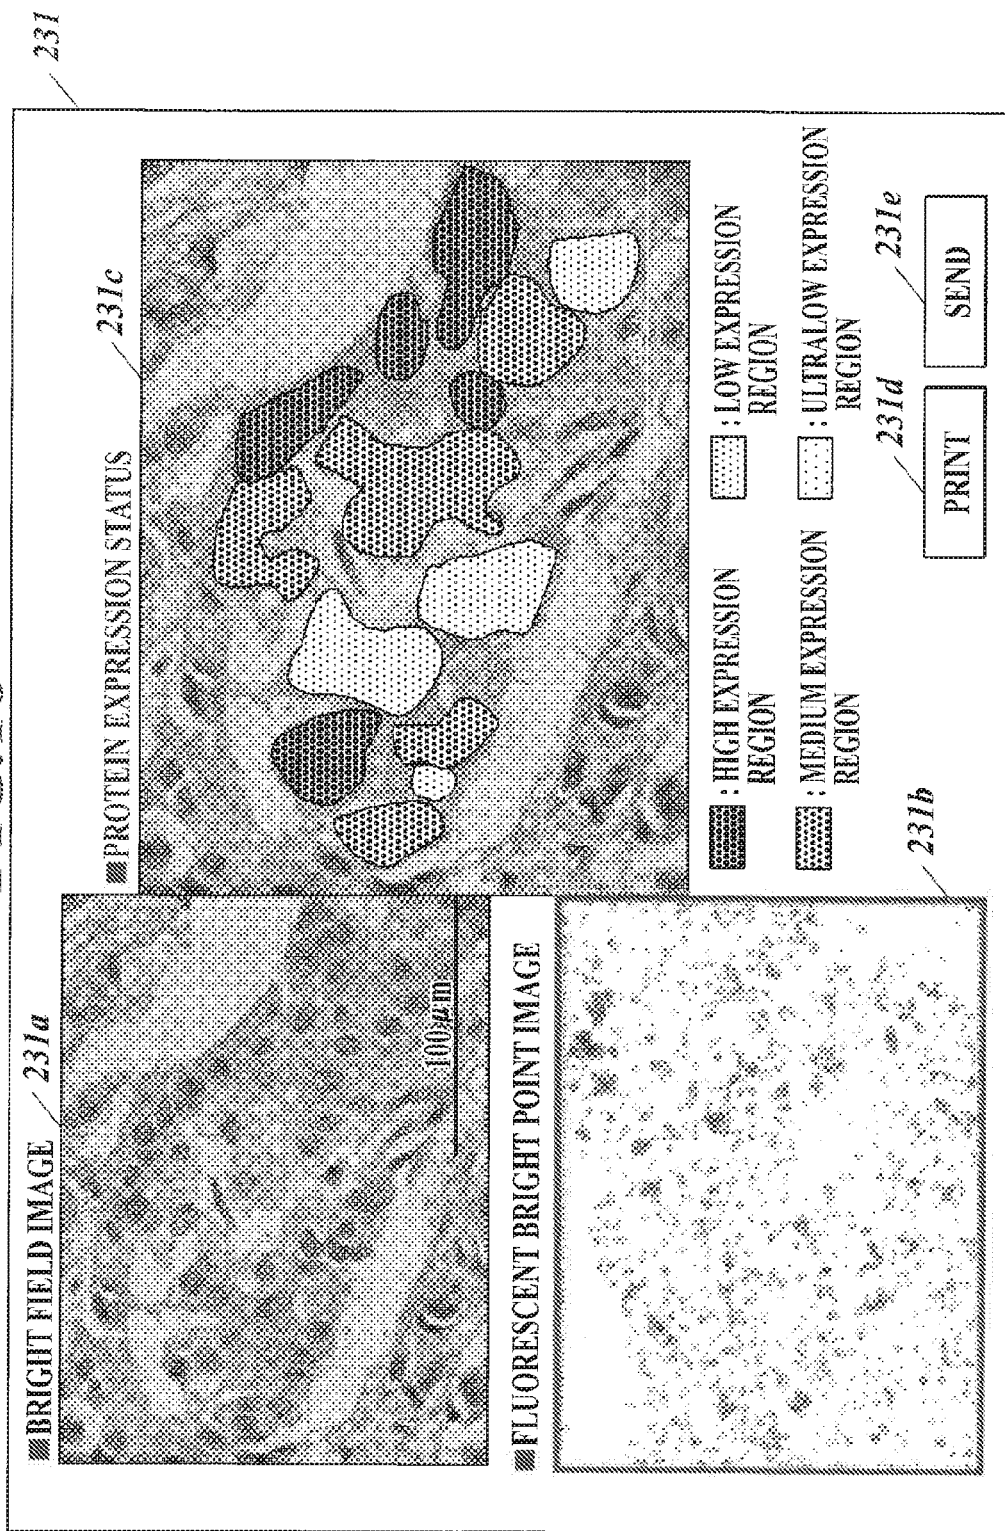 231
■BRIGHT FIELD IMAGE
231a
100μm
■PROTEIN EXPRESSION STATUS
231c
■FLUORESCENT BRIGHT POINT IMAGE
231b
: HIGH EXPRESSION
REGION
: LOW EXPRESSION
REGION
: MEDIUM EXPRESSION
REGION
: ULTRALOW EXPRESSION
REGION
231d
231e
PRINT
SEND